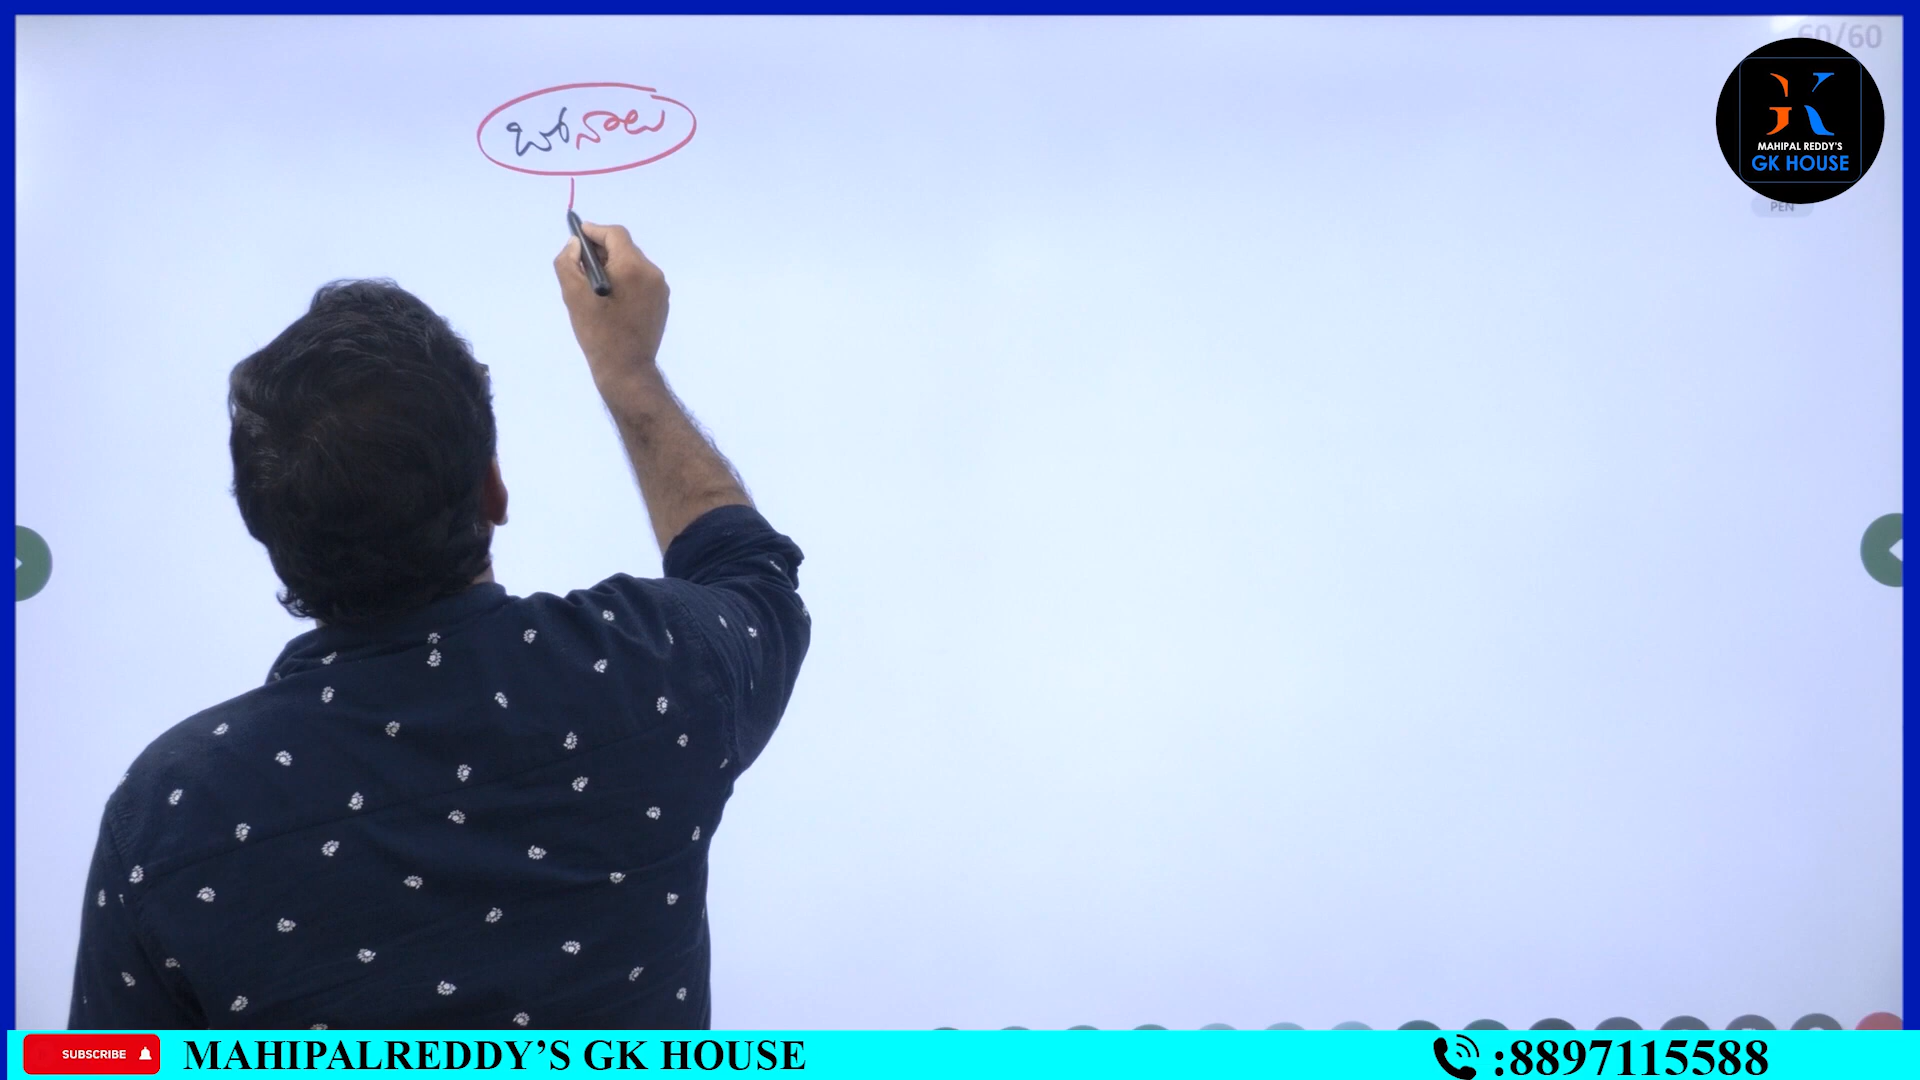 60/60
బోనాలు
MAHIPAL REDDY'S
GK HOUSE
PEN
SUBSCRIBE
MAHIPALREDDY’S GK HOUSE
:8897115588